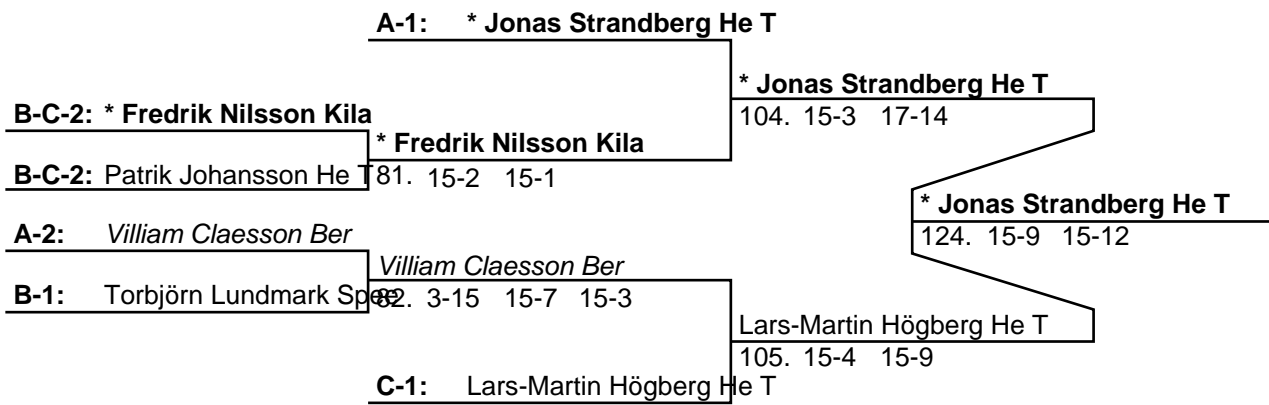 A-1: * Jonas Strandberg He T
* Jonas Strandberg He T
104. 15-3 17-14
B-C-2: * Fredrik Nilsson Kila
* Fredrik Nilsson Kila
B-C-2: Patrik Johansson He T
81. 15-2 15-1
* Jonas Strandberg He T
124. 15-9 15-12
A-2: Villiam Claesson Ber
Villiam Claesson Ber
B-1: Torbjörn Lundmark Spee
82. 3-15 15-7 15-3
Lars-Martin Högberg He T
105. 15-4 15-9
C-1: Lars-Martin Högberg He T